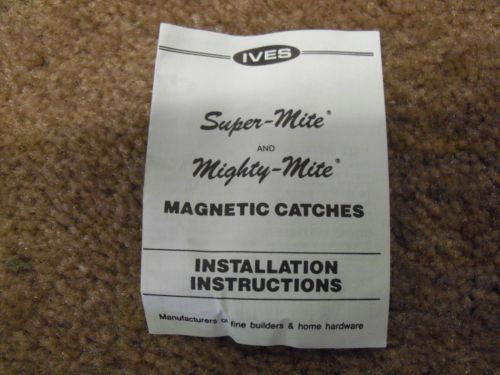 IVES
Super-Mite®
AND
Mighty-Mite®
MAGNETIC CATCHES
INSTALLATION
INSTRUCTIONS
Manufacturers of fine builders & home hardware